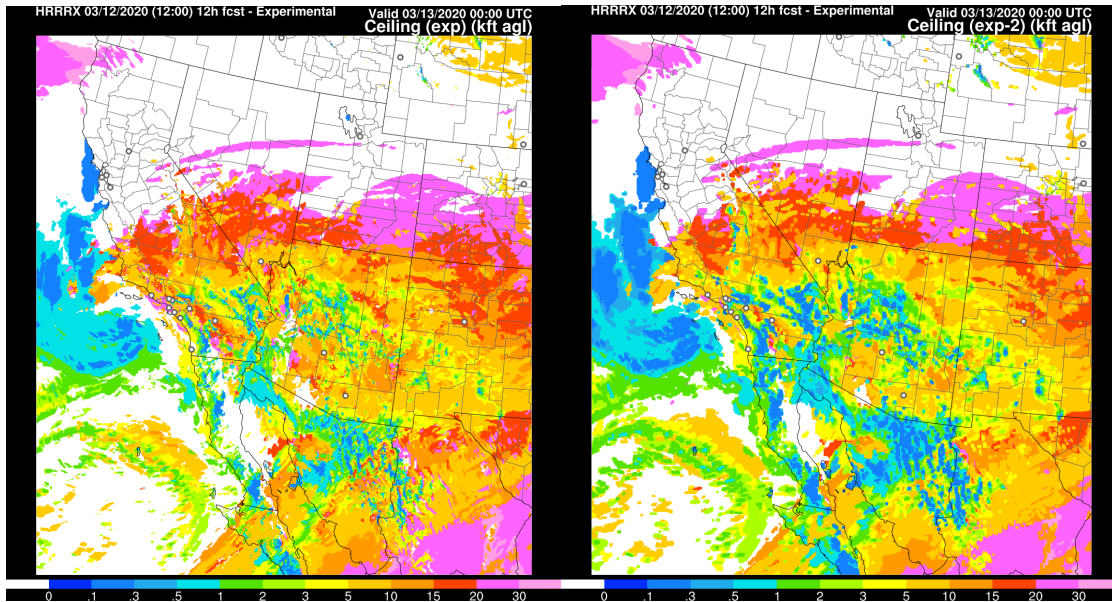 HRRRX 03/12/2020 (12:00) 12h fcst - Experimental
Valid 03/13/2020 00:00 UTC
Ceiling (exp) (kft agl)
0 .1 .3 .5 1 2 3 5 10 15 20 30
HRRRX 03/12/2020 (12:00) 12h fcst - Experimental
Valid 03/13/2020 00:00 UTC
Ceiling (exp-2) (kft agl)
0 .1 .3 .5 1 2 3 5 10 15 20 30